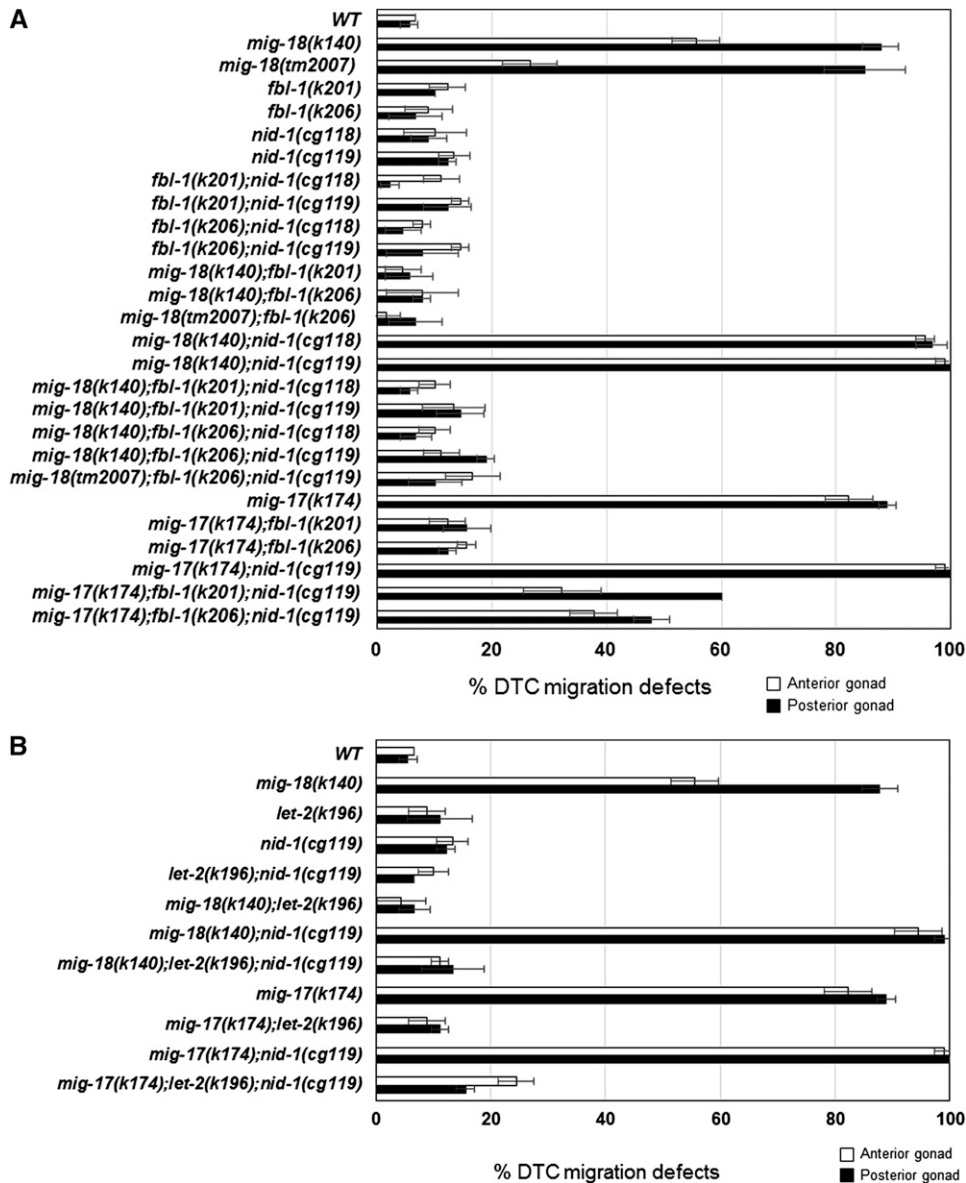 A
WT
mig-18(k140)
mig-18(tm2007)
fbl-1(k201)
fbl-1(k206)
nid-1(cg118)
nid-1(cg119)
fbl-1(k201);nid-1(cg118)
fbl-1(k201);nid-1(cg119)
fbl-1(k206);nid-1(cg118)
fbl-1(k206);nid-1(cg119)
mig-18(k140);fbl-1(k201)
mig-18(k140);fbl-1(k206)
mig-18(tm2007);fbl-1(k206)
mig-18(k140);nid-1(cg118)
mig-18(k140);nid-1(cg119)
mig-18(k140);fbl-1(k201);nid-1(cg118)
mig-18(k140);fbl-1(k201);nid-1(cg119)
mig-18(k140);fbl-1(k206);nid-1(cg118)
mig-18(k140);fbl-1(k206);nid-1(cg119)
mig-18(tm2007);fbl-1(k206);nid-1(cg119)
mig-17(k174)
mig-17(k174);fbl-1(k201)
mig-17(k174);fbl-1(k206)
mig-17(k174);nid-1(cg119)
mig-17(k174);fbl-1(k201);nid-1(cg119)
mig-17(k174);fbl-1(k206);nid-1(cg119)
0 20 40 60 80 100
% DTC migration defects
Anterior gonad
Posterior gonad
B
WT
mig-18(k140)
let-2(k196)
nid-1(cg119)
let-2(k196);nid-1(cg119)
mig-18(k140);let-2(k196)
mig-18(k140);nid-1(cg119)
mig-18(k140);let-2(k196);nid-1(cg119)
mig-17(k174)
mig-17(k174);let-2(k196)
mig-17(k174);nid-1(cg119)
mig-17(k174);let-2(k196);nid-1(cg119)
0 20 40 60 80 100
% DTC migration defects
Anterior gonad
Posterior gonad